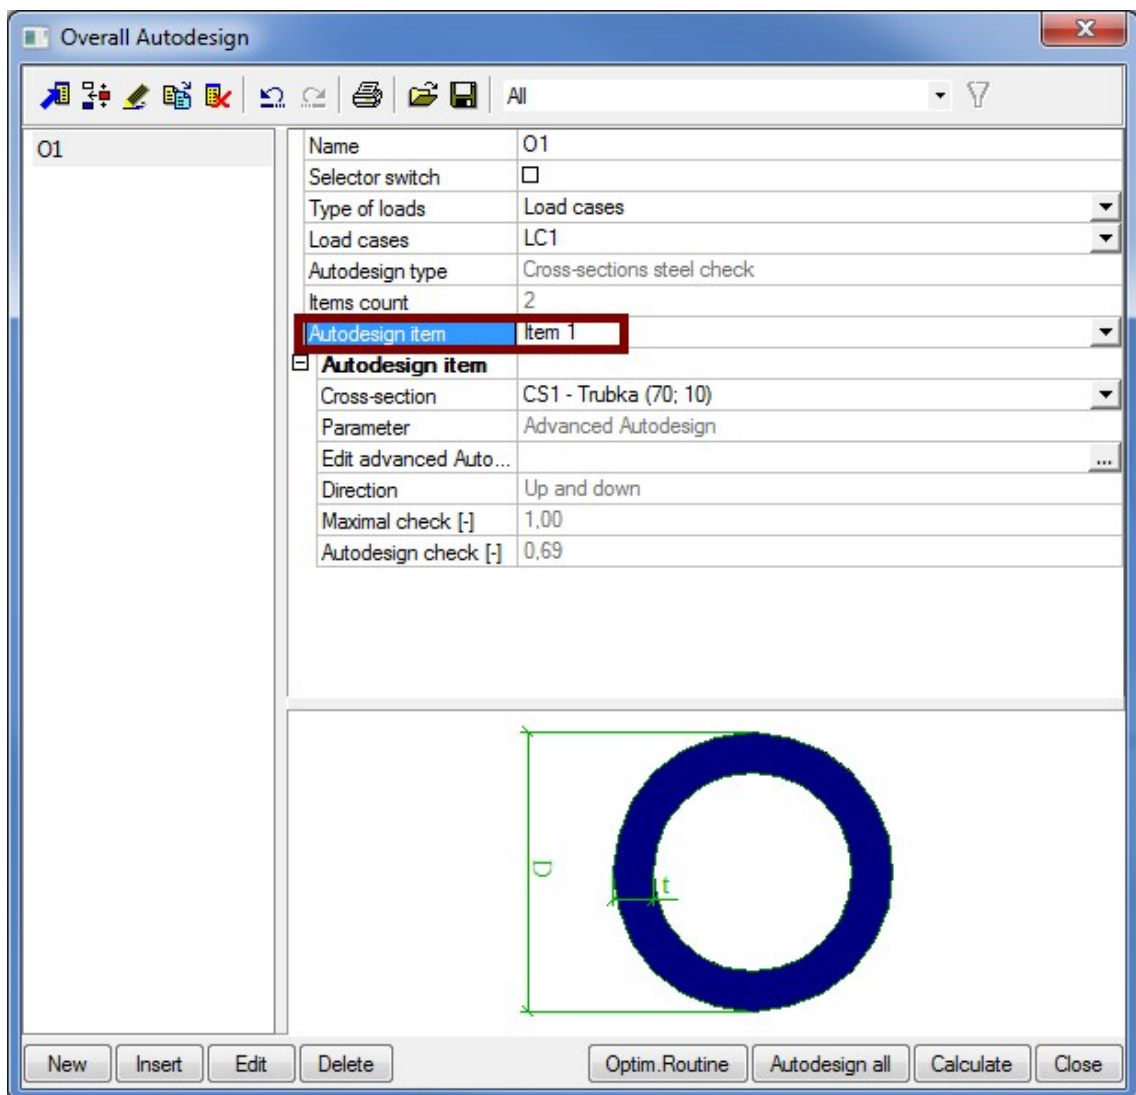 Overall Autodesign
All
O1
Name O1
Selector switch
Type of loads Load cases
Load cases LC1
Autodesign type Cross-sections steel check
Items count 2
Autodesign item Item 1
Autodesign item
Cross-section CS1 - Trubka (70; 10)
Parameter Advanced Autodesign
Edit advanced Auto... ...
Direction Up and down
Maximal check [-] 1,00
Autodesign check [-] 0,69
D
t
New Insert Edit Delete Optim.Routine Autodesign all Calculate Close